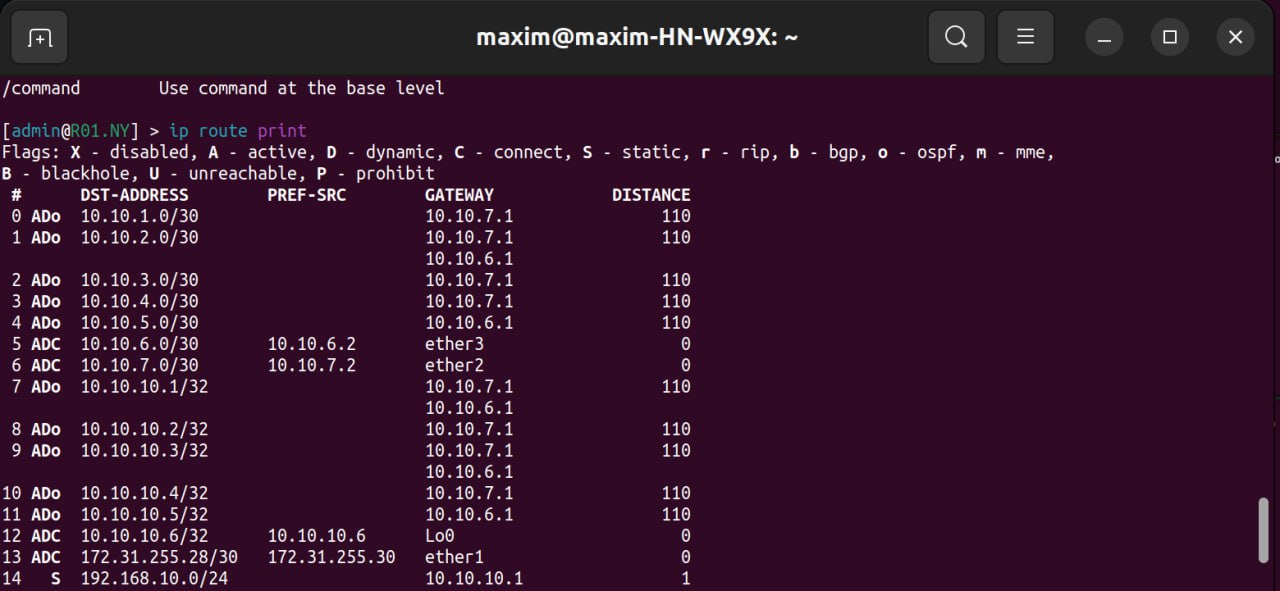 maxim@maxim-HN-WX9X: ~
/command        Use command at the base level
[admin@R01.NY] > ip route print
Flags: X - disabled, A - active, D - dynamic, C - connect, S - static, r - rip, b - bgp, o - ospf, m - mme,
B - blackhole, U - unreachable, P - prohibit
 #      DST-ADDRESS        PREF-SRC        GATEWAY            DISTANCE
 0 ADo  10.10.1.0/30                       10.10.7.1               110
 1 ADo  10.10.2.0/30                       10.10.7.1               110
                                           10.10.6.1
 2 ADo  10.10.3.0/30                       10.10.7.1               110
 3 ADo  10.10.4.0/30                       10.10.7.1               110
 4 ADo  10.10.5.0/30                       10.10.6.1               110
 5 ADC  10.10.6.0/30       10.10.6.2       ether3                    0
 6 ADC  10.10.7.0/30       10.10.7.2       ether2                    0
 7 ADo  10.10.10.1/32                      10.10.7.1               110
                                           10.10.6.1
 8 ADo  10.10.10.2/32                      10.10.7.1               110
 9 ADo  10.10.10.3/32                      10.10.7.1               110
                                           10.10.6.1
10 ADo  10.10.10.4/32                      10.10.7.1               110
11 ADo  10.10.10.5/32                      10.10.6.1               110
12 ADC  10.10.10.6/32      10.10.10.6      Lo0                       0
13 ADC  172.31.255.28/30   172.31.255.30   ether1                    0
14   S  192.168.10.0/24                    10.10.10.1                1